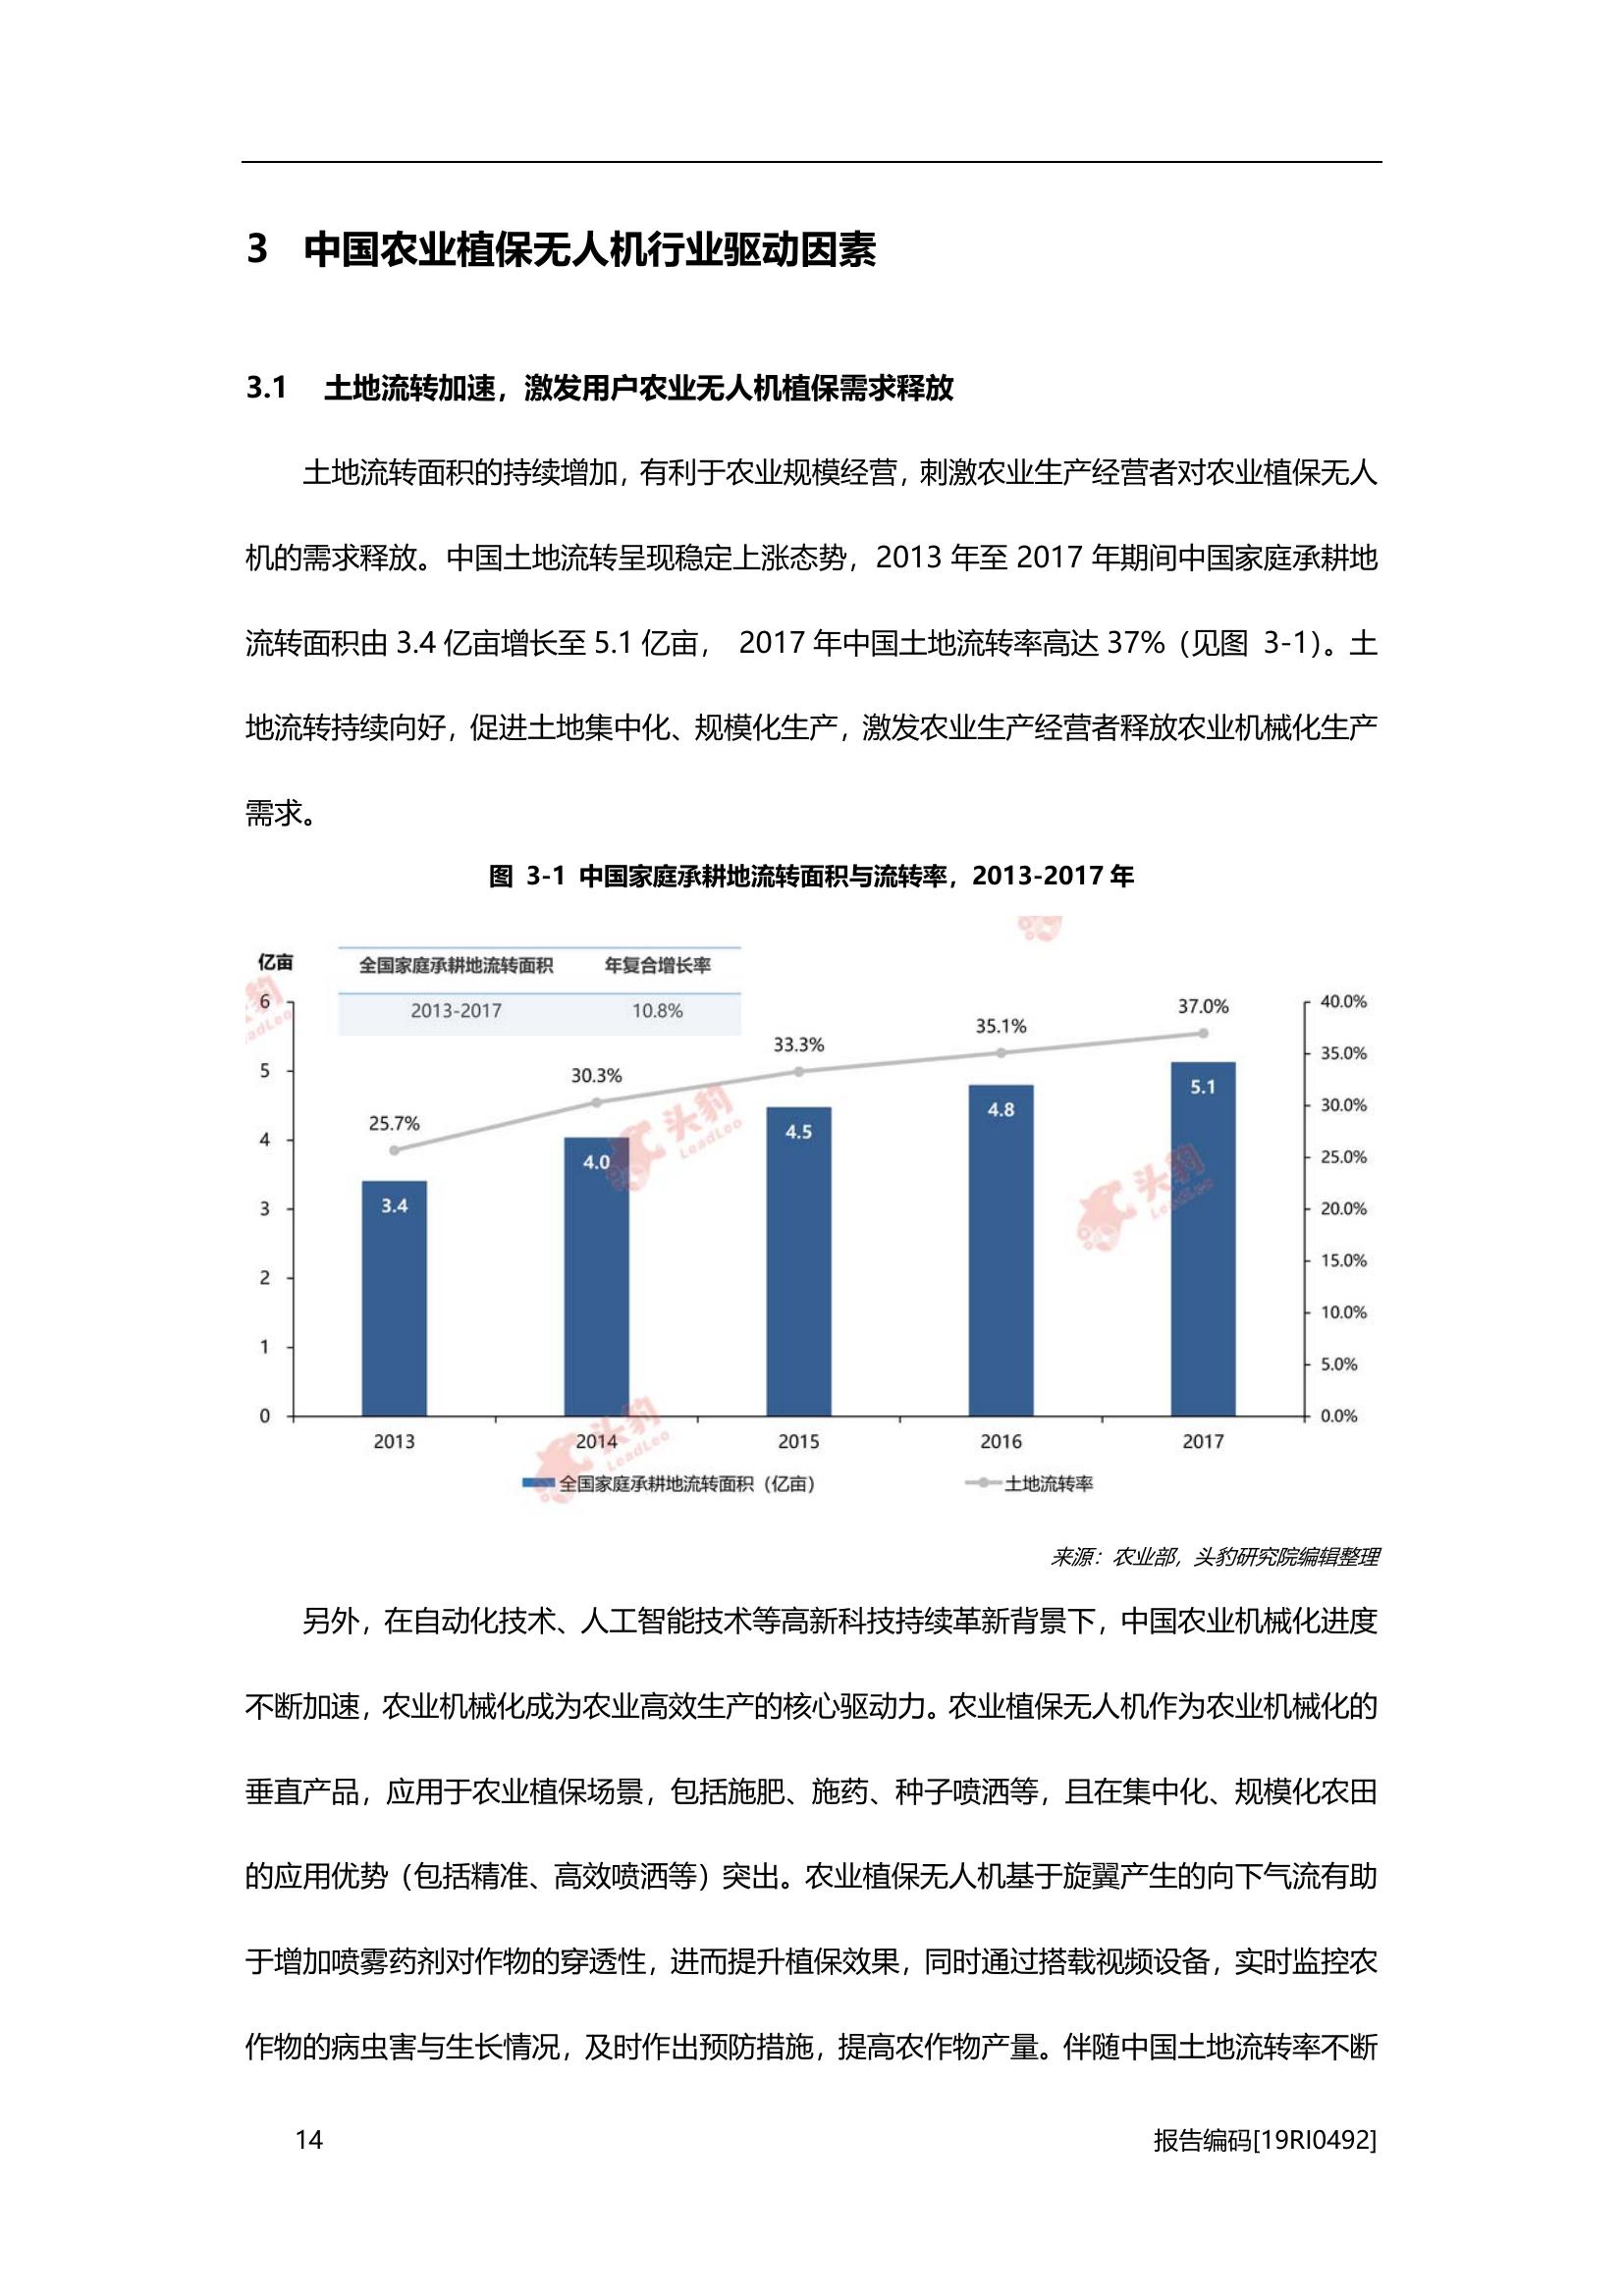 3 中国农业植保无人机行业驱动因素
3.1 土地流转加速，激发用户农业无人机植保需求释放
土地流转面积的持续增加，有利于农业规模经营，刺激农业生产经营者对农业植保无人
机的需求释放。中国土地流转呈现稳定上涨态势，2013 年至 2017 年期间中国家庭承耕地
流转面积由 3.4 亿亩增长至 5.1 亿亩， 2017 年中国土地流转率高达 37%（见图 3-1）。土
地流转持续向好，促进土地集中化、规模化生产，激发农业生产经营者释放农业机械化生产
需求。
图 3-1 中国家庭承耕地流转面积与流转率，2013-2017 年
亿亩
全国家庭承耕地流转面积 年复合增长率
2013-2017 10.8%
6
5
4
3
2
1
0
25.7%
30.3%
33.3%
35.1%
37.0%
3.4
4.0
4.5
4.8
5.1
40.0%
35.0%
30.0%
25.0%
20.0%
15.0%
10.0%
5.0%
0.0%
2013 2014 2015 2016 2017
全国家庭承耕地流转面积（亿亩） 土地流转率
头豹
LeadLeo
头豹
LeadLeo
头豹
LeadLeo
来源：农业部，头豹研究院编辑整理
另外，在自动化技术、人工智能技术等高新科技持续革新背景下，中国农业机械化进度
不断加速，农业机械化成为农业高效生产的核心驱动力。农业植保无人机作为农业机械化的
垂直产品，应用于农业植保场景，包括施肥、施药、种子喷洒等，且在集中化、规模化农田
的应用优势（包括精准、高效喷洒等）突出。农业植保无人机基于旋翼产生的向下气流有助
于增加喷雾药剂对作物的穿透性，进而提升植保效果，同时通过搭载视频设备，实时监控农
作物的病虫害与生长情况，及时作出预防措施，提高农作物产量。伴随中国土地流转率不断
14 报告编码[19RI0492]